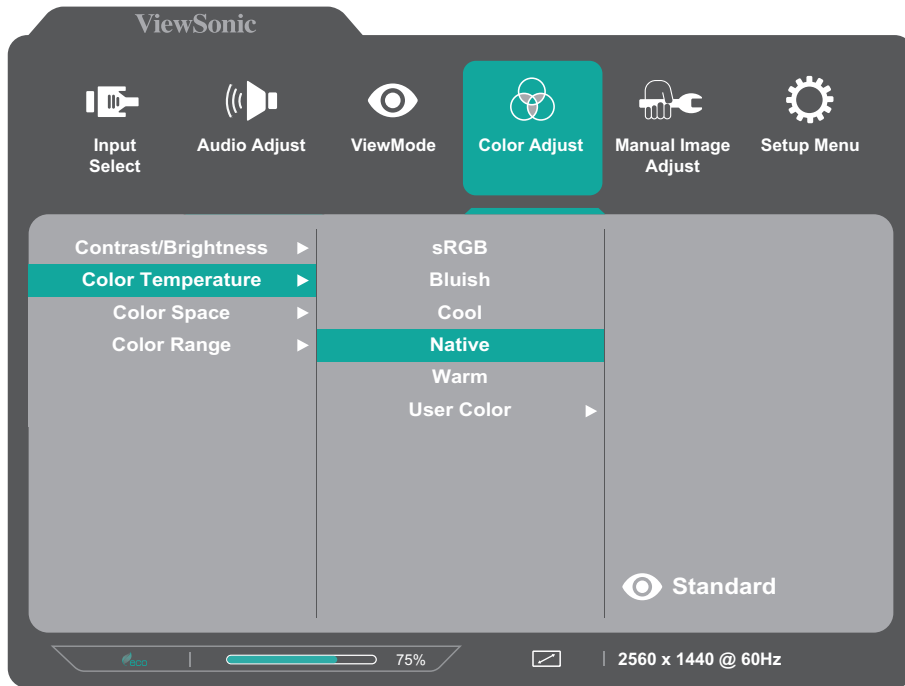 ViewSonic
Input
Select
Audio Adjust
ViewMode
Color Adjust
Manual Image
Adjust
Setup Menu
Contrast/Brightness
Color Temperature
Color Space
Color Range
sRGB
Bluish
Cool
Native
Warm
User Color
Standard
eco
75%
2560 x 1440 @ 60Hz